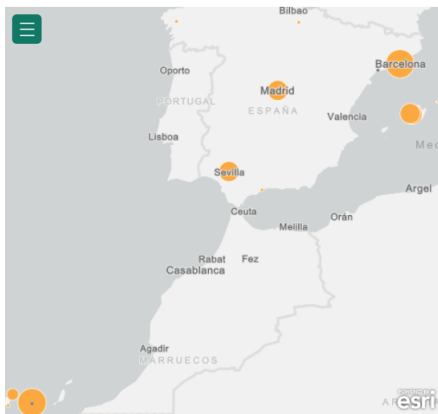 Bilbao
Barcelona
Oporto
Madrid
PORTUGAL
ESPAÑA
Valencia
Lisboa
Me
Sevilla
Argel
Ceuta
Orán
Melilla
Rabat
Fez
Casablanca
Agadir
MARRUECOS
esri